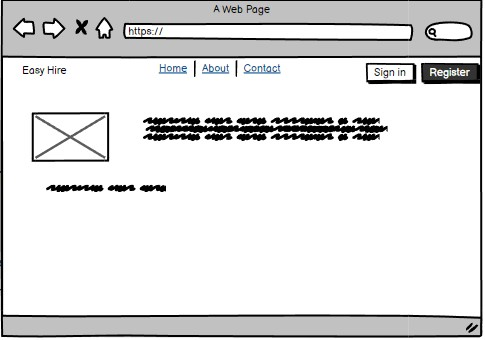 A Web Page
https://
Easy Hire Home About Contact Sign in Register